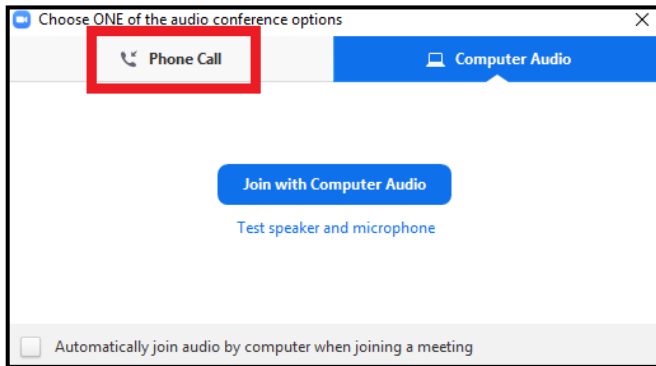 Choose ONE of the audio conference options
Phone Call
Computer Audio
Join with Computer Audio
Test speaker and microphone
Automatically join audio by computer when joining a meeting